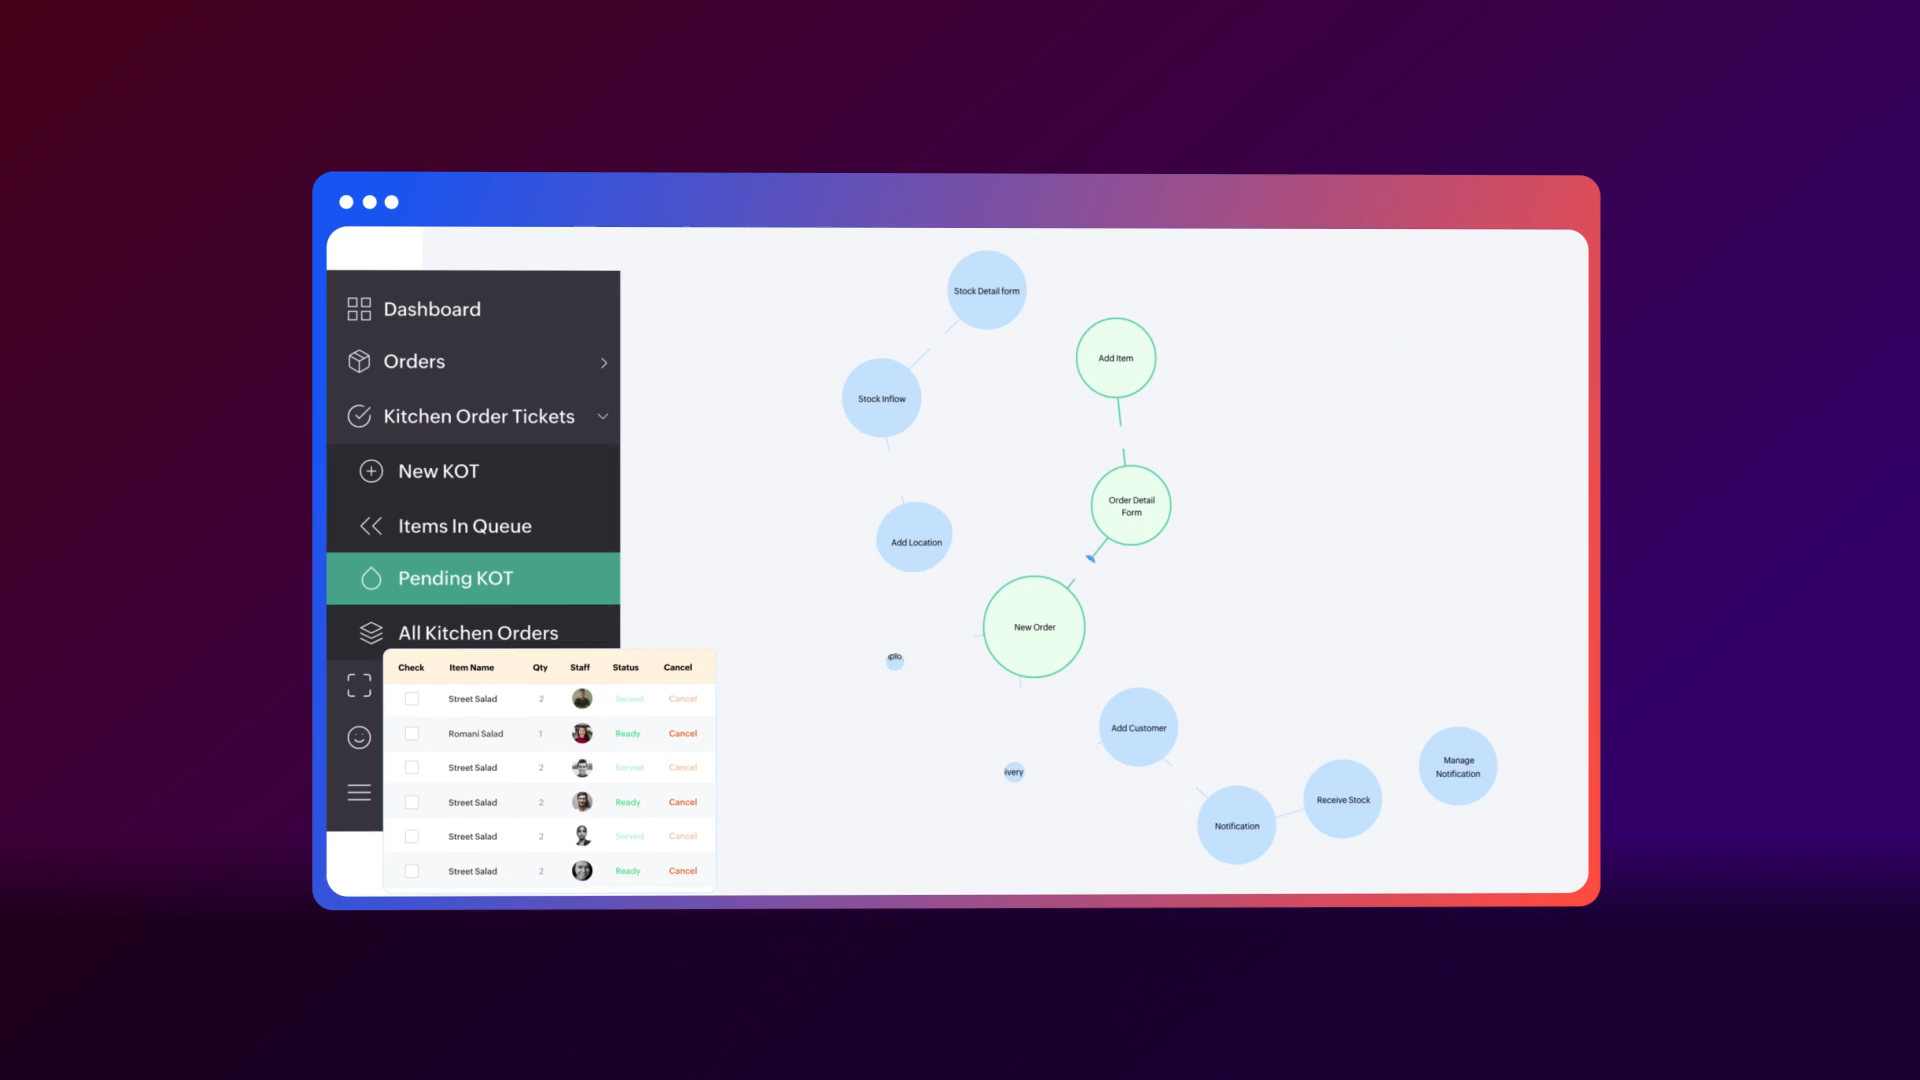 Dashboard
Orders
Kitchen Order Tickets
New KOT
Items In Queue
Pending KOT
All Kitchen Orders
Check Item Name Qty Staff Status Cancel
Street Salad 2 Served Cancel
Romani Salad 1 Ready Cancel
Street Salad 2 Served Cancel
Street Salad 2 Ready Cancel
Street Salad 2 Served Cancel
Street Salad 2 Ready Cancel
Stock Detail form
Add Item
Stock Inflow
Order Detail
Form
Add Location
New Order
Add Customer
Manage
Notification
Receive Stock
Notification